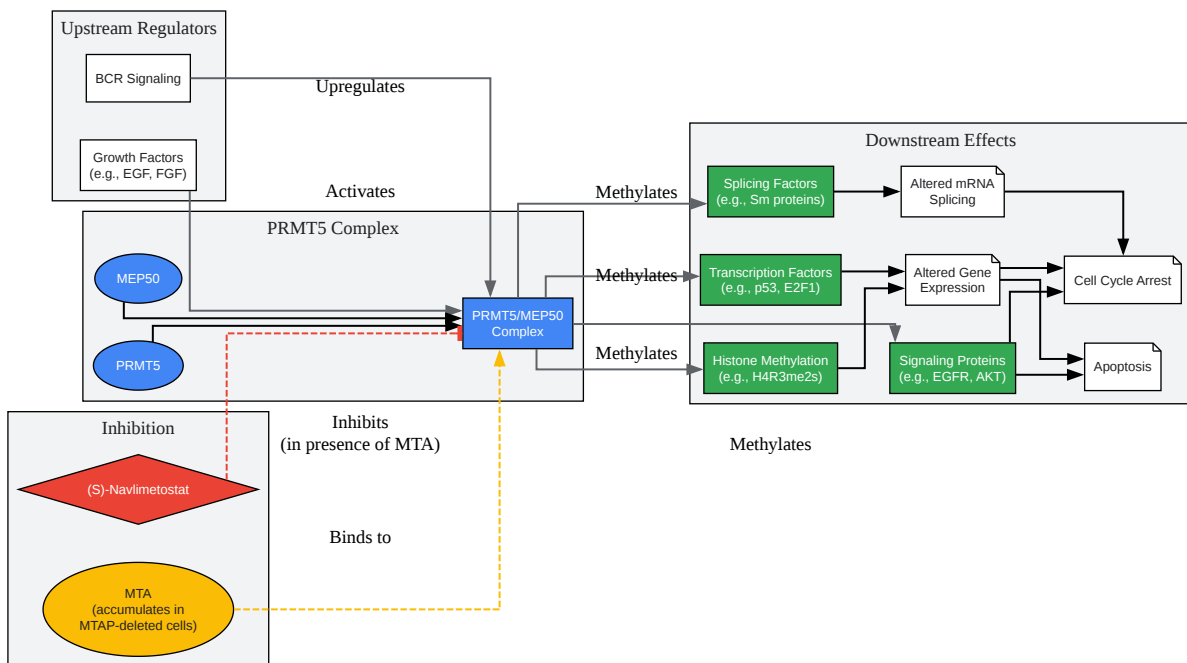 Upstream Regulators
BCR Signaling
Upregulates
Growth Factors
(e.g., EGF, FGF)
Activates
PRMT5 Complex
MEP50
PRMT5
PRMT5/MEP50
Complex
Inhibition
(S)-Navlimetostat
MTA
(accumulates in
MTAP-deleted cells)
Inhibits
(in presence of MTA)
Binds to
Methylates
Methylates
Methylates
Methylates
Downstream Effects
Splicing Factors
(e.g., Sm proteins)
Altered mRNA
Splicing
Transcription Factors
(e.g., p53, E2F1)
Altered Gene
Expression
Cell Cycle Arrest
Histone Methylation
(e.g., H4R3me2s)
Signaling Proteins
(e.g., EGFR, AKT)
Apoptosis